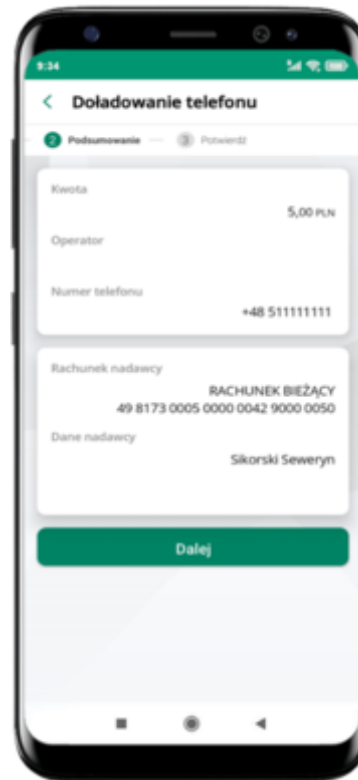 9:34
Doładowanie telefonu
2 Podsumowanie 3 Potwierdź
Kwota
5,00 PLN
Operator
Numer telefonu
+48 511111111
Rachunek nadawcy
RACHUNEK BIEŻĄCY
49 8173 0005 0000 0042 9000 0050
Dane nadawcy
Sikorski Seweryn
Dalej